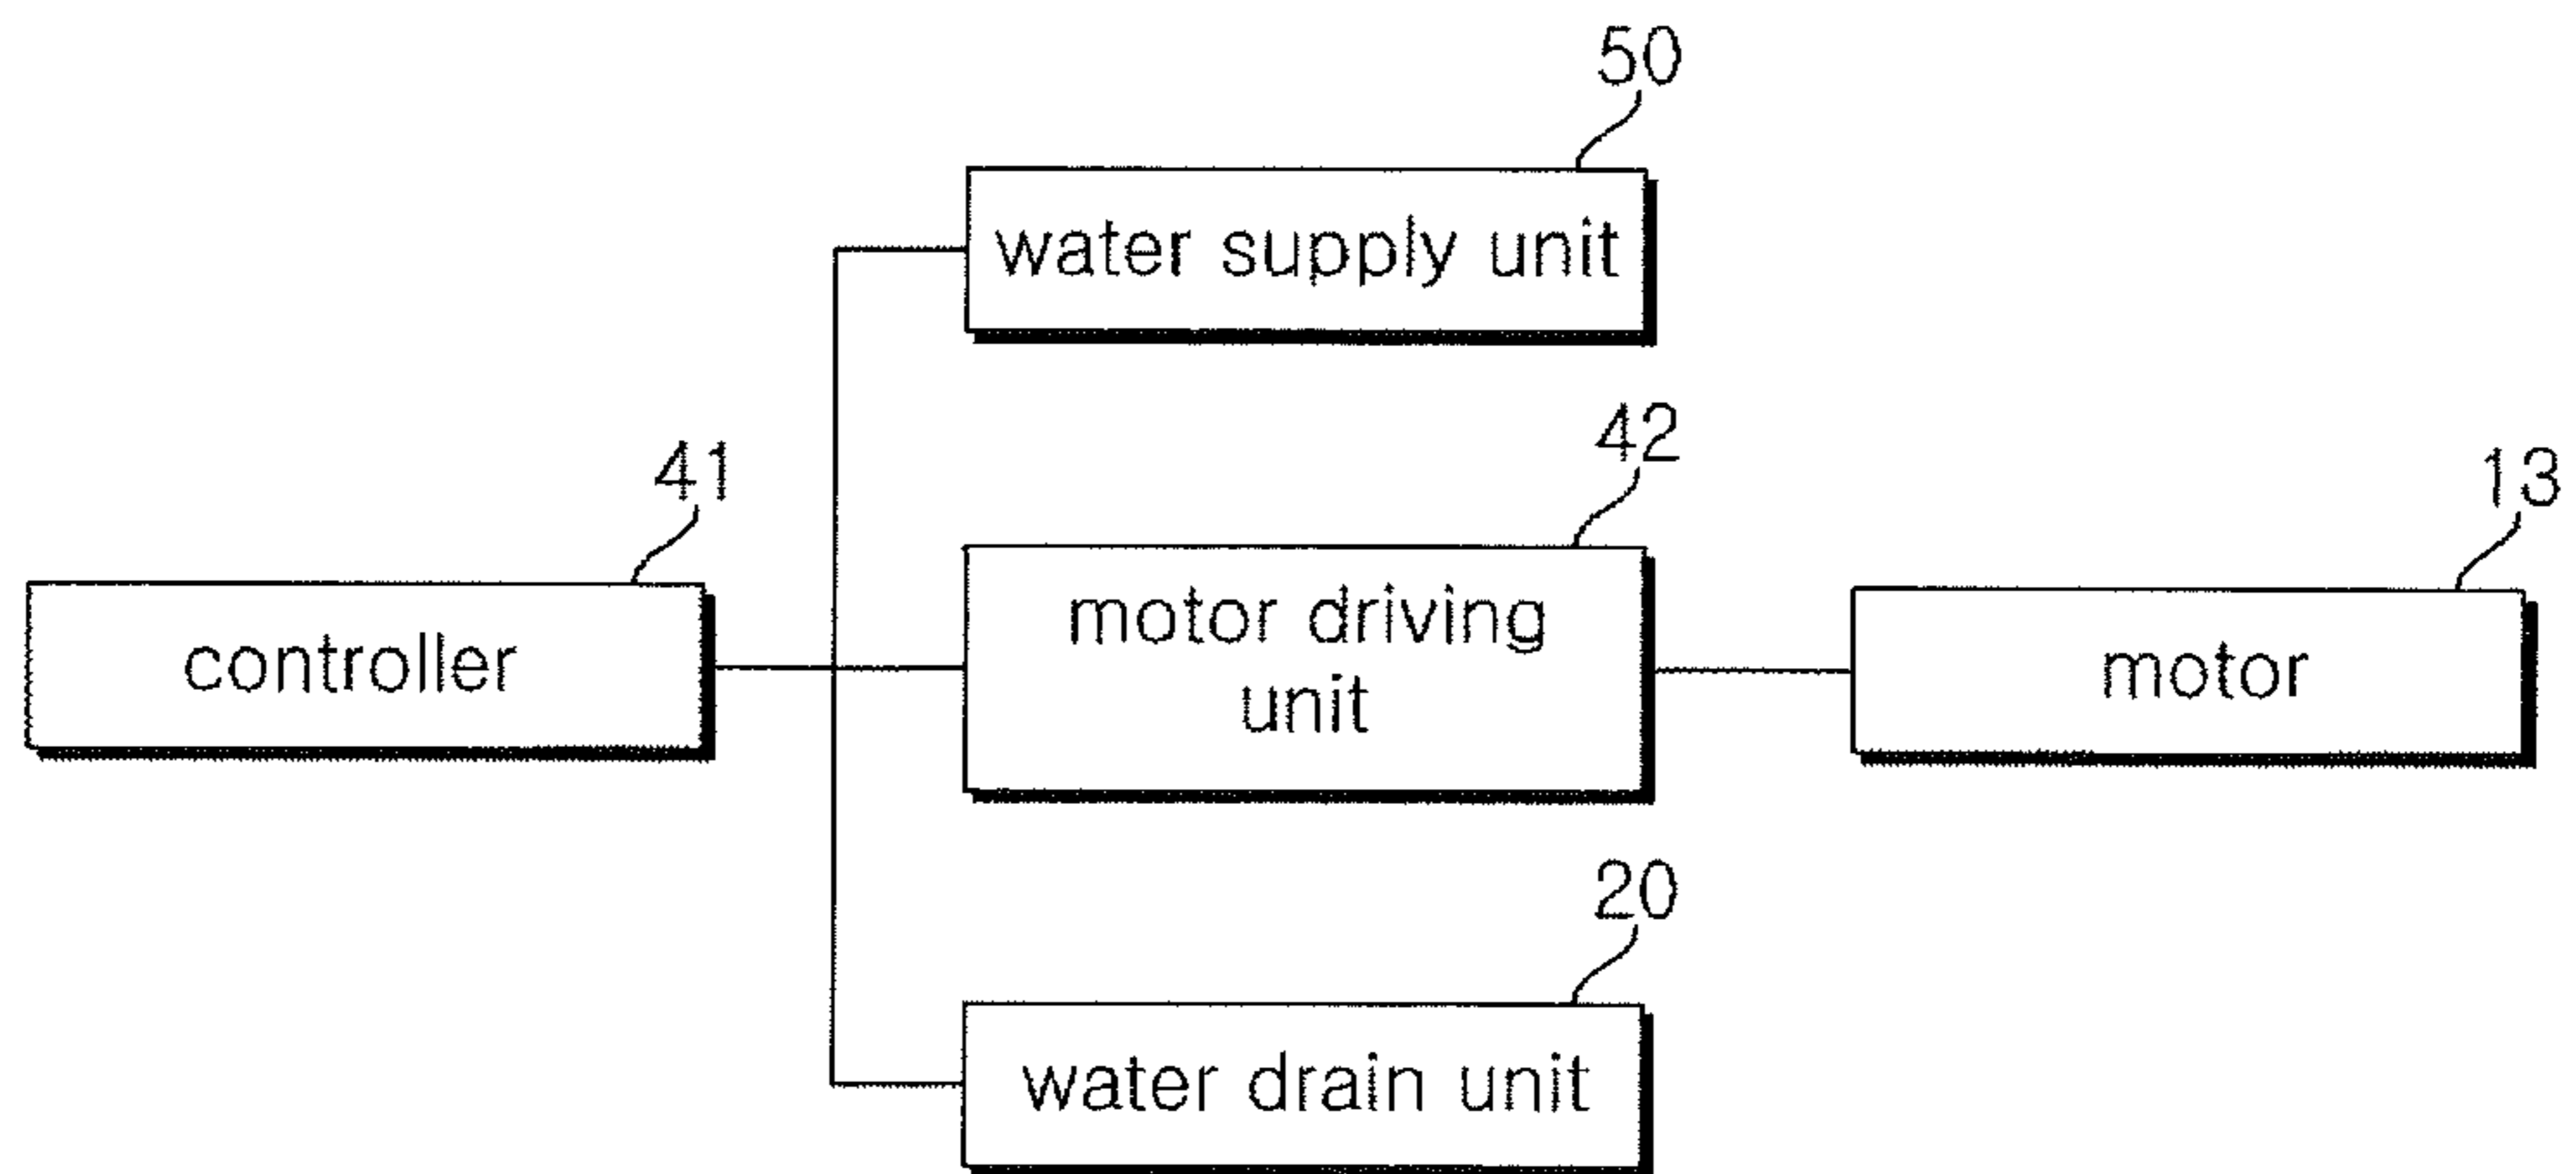 50
water supply unit
42
41
13
motor driving
unit
controller
motor
20
water drain unit